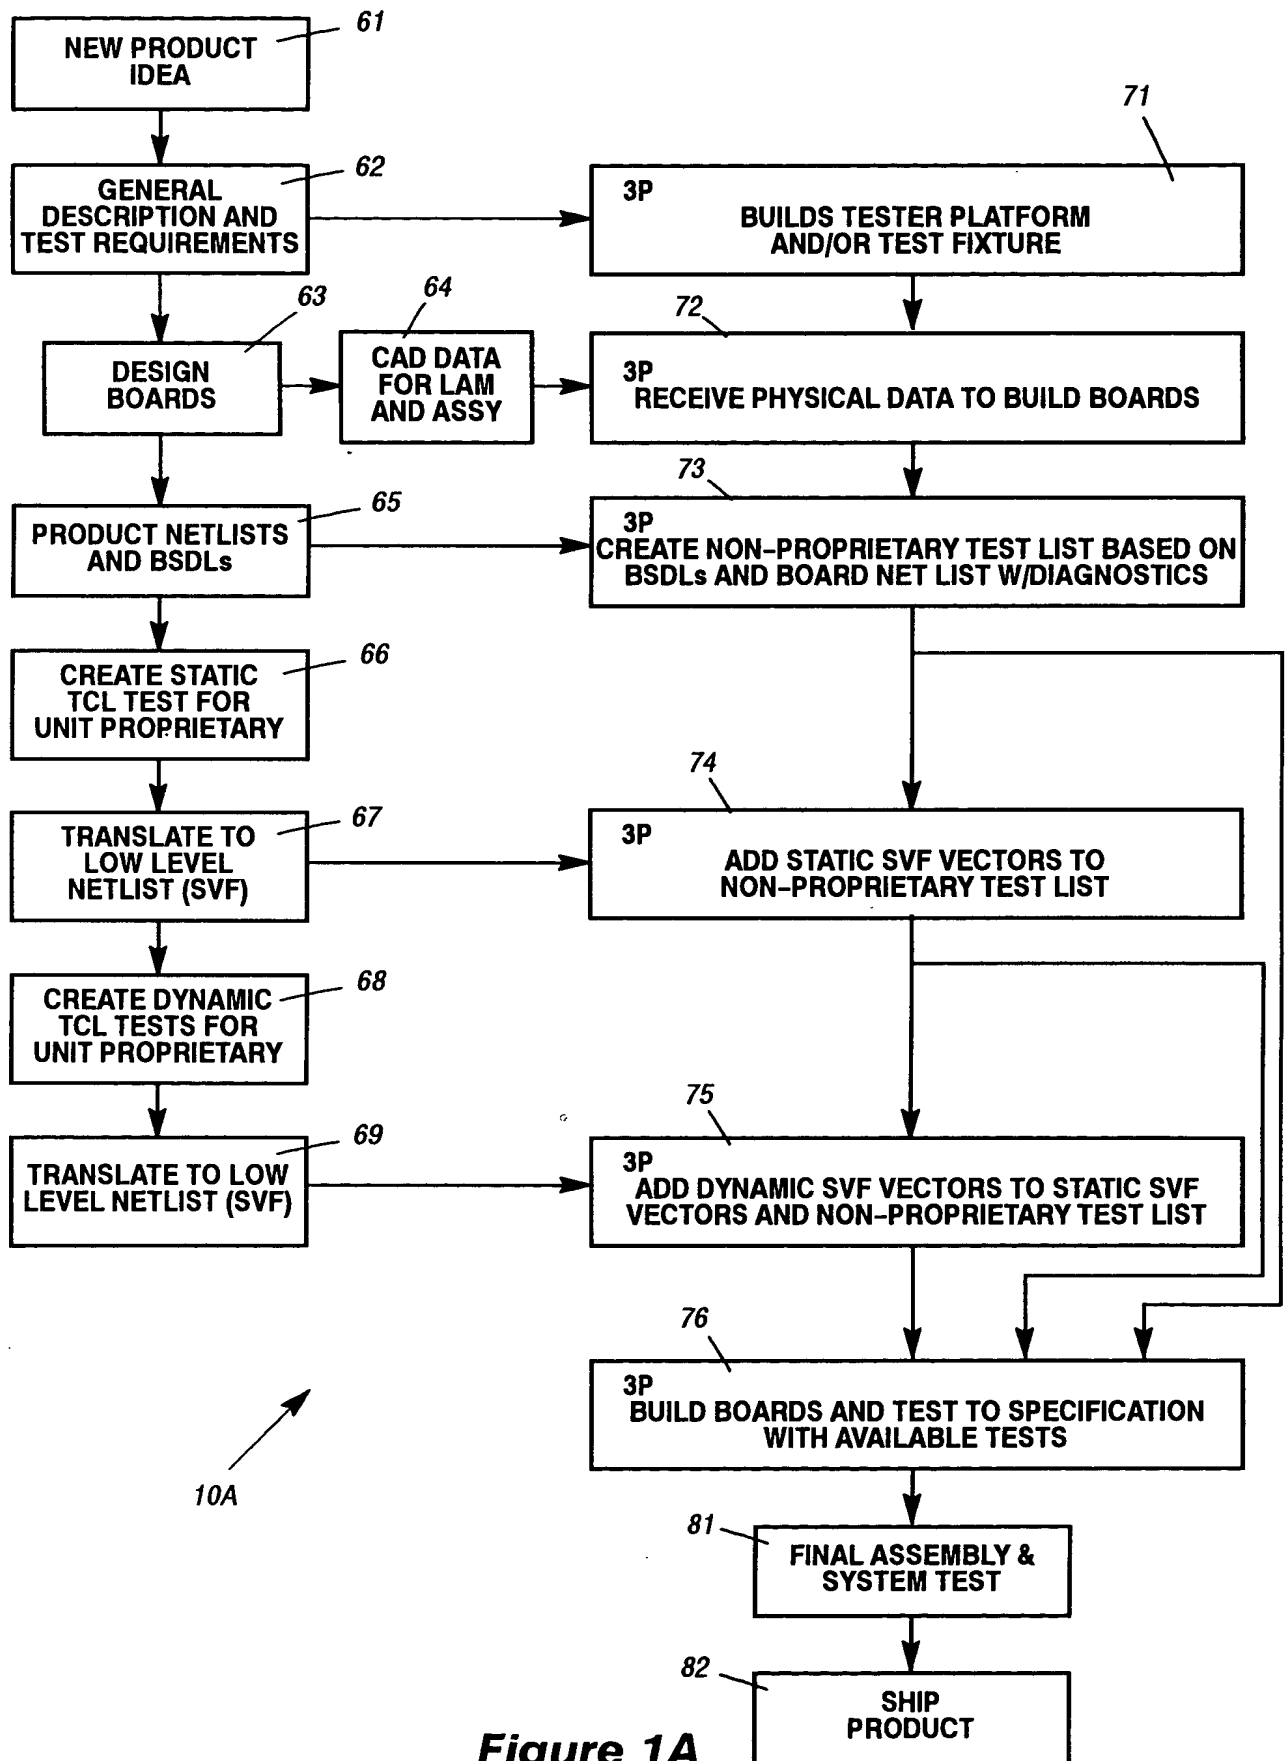 61
NEW PRODUCT
IDEA
71
62
GENERAL
DESCRIPTION AND
TEST REQUIREMENTS
3P
BUILDS TESTER PLATFORM
AND/OR TEST FIXTURE
63
DESIGN
BOARDS
64
CAD DATA
FOR LAM
AND ASSY
72
3P
RECEIVE PHYSICAL DATA TO BUILD BOARDS
65
PRODUCT NETLISTS
AND BSDLs
73
3P
CREATE NON-PROPRIETARY TEST LIST BASED ON
BSDLs AND BOARD NET LIST W/DIAGNOSTICS
66
CREATE STATIC
TCL TEST FOR
UNIT PROPRIETARY
67
TRANSLATE TO
LOW LEVEL
NETLIST (SVF)
74
3P
ADD STATIC SVF VECTORS TO
NON-PROPRIETARY TEST LIST
68
CREATE DYNAMIC
TCL TESTS FOR
UNIT PROPRIETARY
69
TRANSLATE TO LOW
LEVEL NETLIST (SVF)
75
3P
ADD DYNAMIC SVF VECTORS TO STATIC SVF
VECTORS AND NON-PROPRIETARY TEST LIST
76
3P
BUILD BOARDS AND TEST TO SPECIFICATION
WITH AVAILABLE TESTS
10A
81
FINAL ASSEMBLY &
SYSTEM TEST
82
SHIP
PRODUCT
Figure 1A